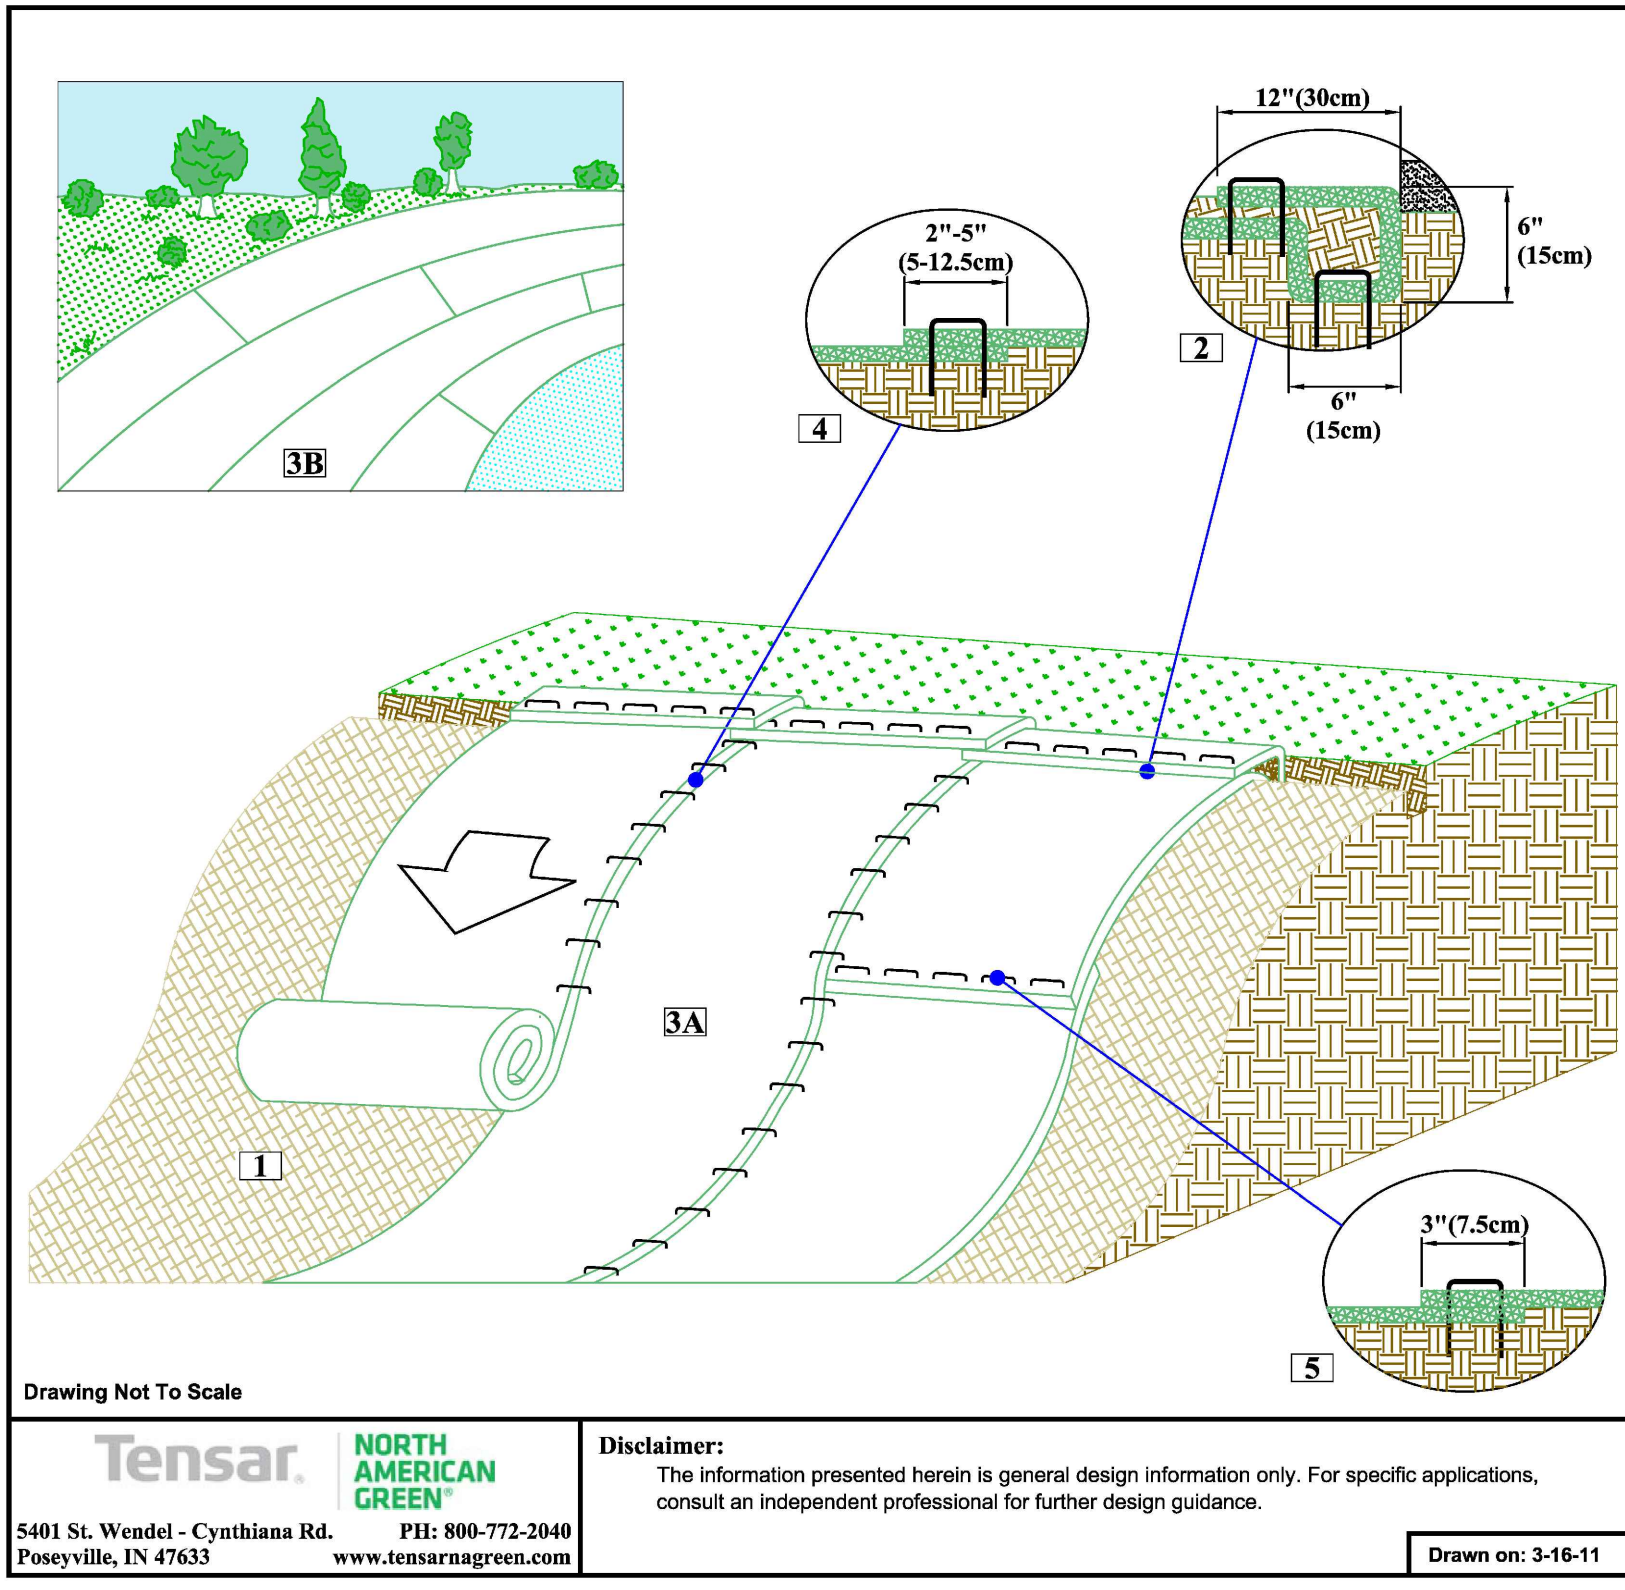 12"(30cm)
6"
(15cm)
2
6"
(15cm)
2"-5"
(5-12.5cm)
4
3B
3A
1
3"(7.5cm)
5
Drawing Not To Scale
Tensar®
NORTH
AMERICAN
GREEN®
5401 St. Wendel - Cynthiana Rd. PH: 800-772-2040
Poseyville, IN 47633 www.tensarnagreen.com
Disclaimer:
The information presented herein is general design information only. For specific applications,
consult an independent professional for further design guidance.
Drawn on: 3-16-11